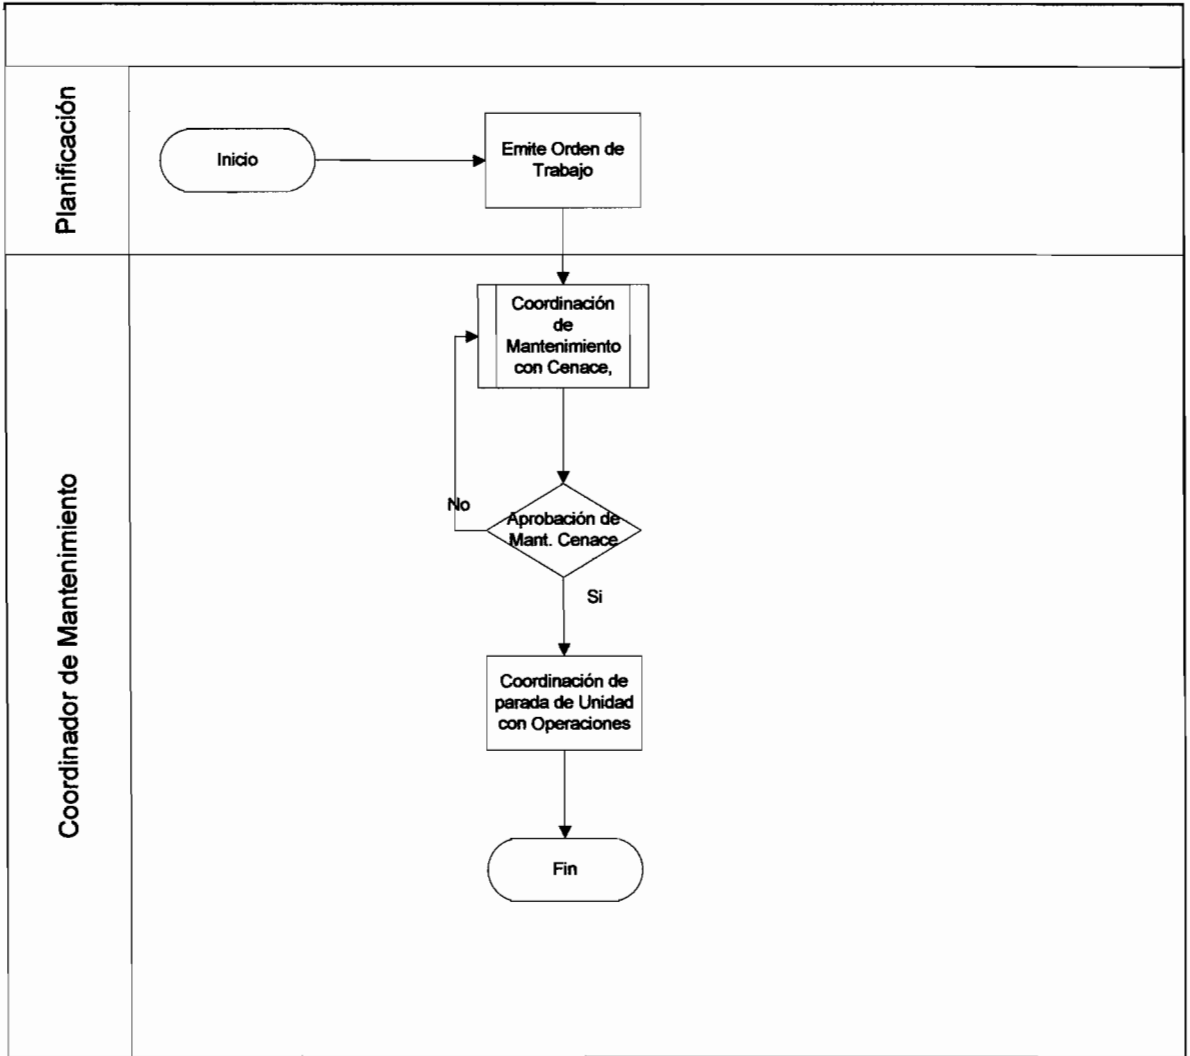 Planificación
Inicio
Emite Orden de
Trabajo
Coordinador de Mantenimiento
Coordinación
de
Mantenimiento
con Cenace,
No
Aprobación de
Mant. Cenace
Si
Coordinación de
parada de Unidad
con Operaciones
Fin